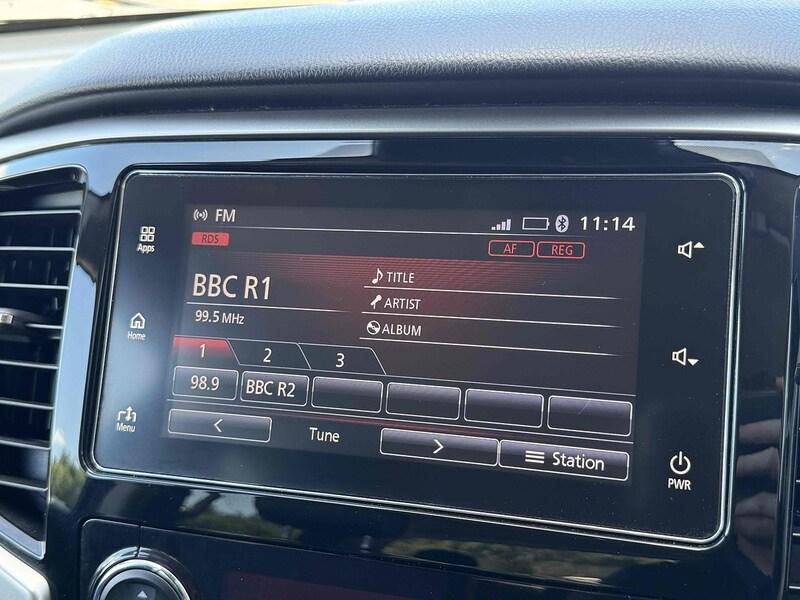 FM
11:14
RDS
AF REG
BBC R1
99.5 MHz
TITLE
ARTIST
ALBUM
1 2 3
98.9 BBC R2
< Tune > Station
Apps
Home
Menu
PWR